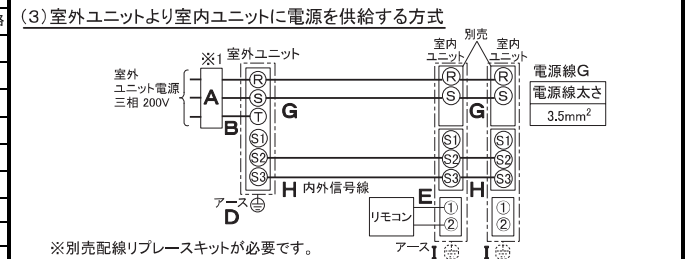 (3)室外ユニットより室内ユニットに電源を供給する方式
別売
※1 室外ユニット
室内
ユニット
室内
ユニット
室外
ユニット電源
三相 200V
A
B
R
S
T
S1
S2
S3
G
R
S
S1
S2
S3
G
R
S
S1
S2
S3
電源線G
電源線太さ
3.5mm²
H 内外信号線
H
アース
D
E
リモコン
①
②
①
②
アース
I
I
※別売配線リプレースキットが必要です。